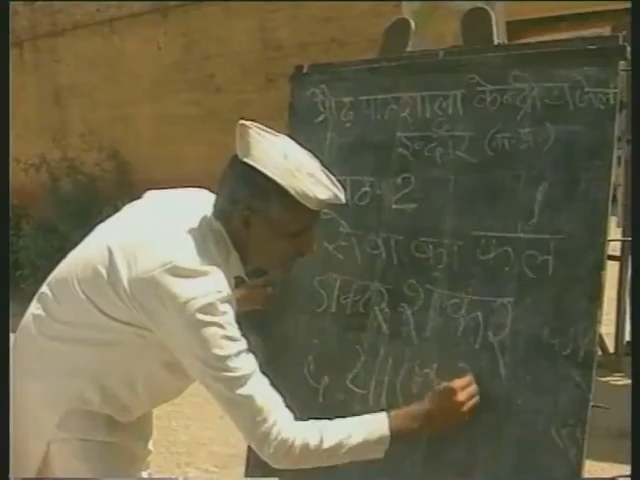 प्रौढ़ पाठशाला केन्द्रीय जेल
इन्दौर (म.प्र.)
पाठ-2
सेवा का फल
डाक्टर शंकर